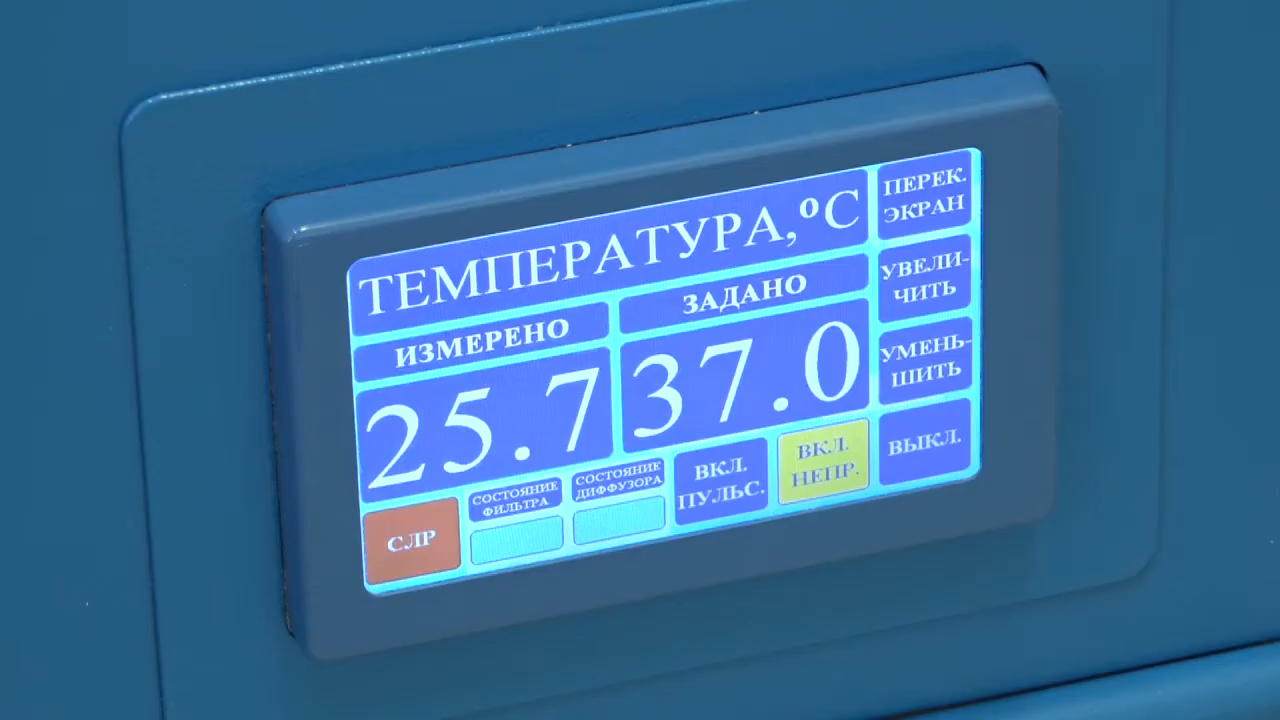 ТЕМПЕРАТУРА,ºС
ПЕРЕК.
ЭКРАН
ИЗМЕРЕНО
ЗАДАНО
УВЕЛИ-
ЧИТЬ
25.7
37.0
УМЕНЬ-
ШИТЬ
СЛР
СОСТОЯНИЕ
ФИЛЬТРА
СОСТОЯНИЕ
ДИФФУЗОРА
ВКЛ.
ПУЛЬС.
ВКЛ.
НЕПР.
ВЫКЛ.